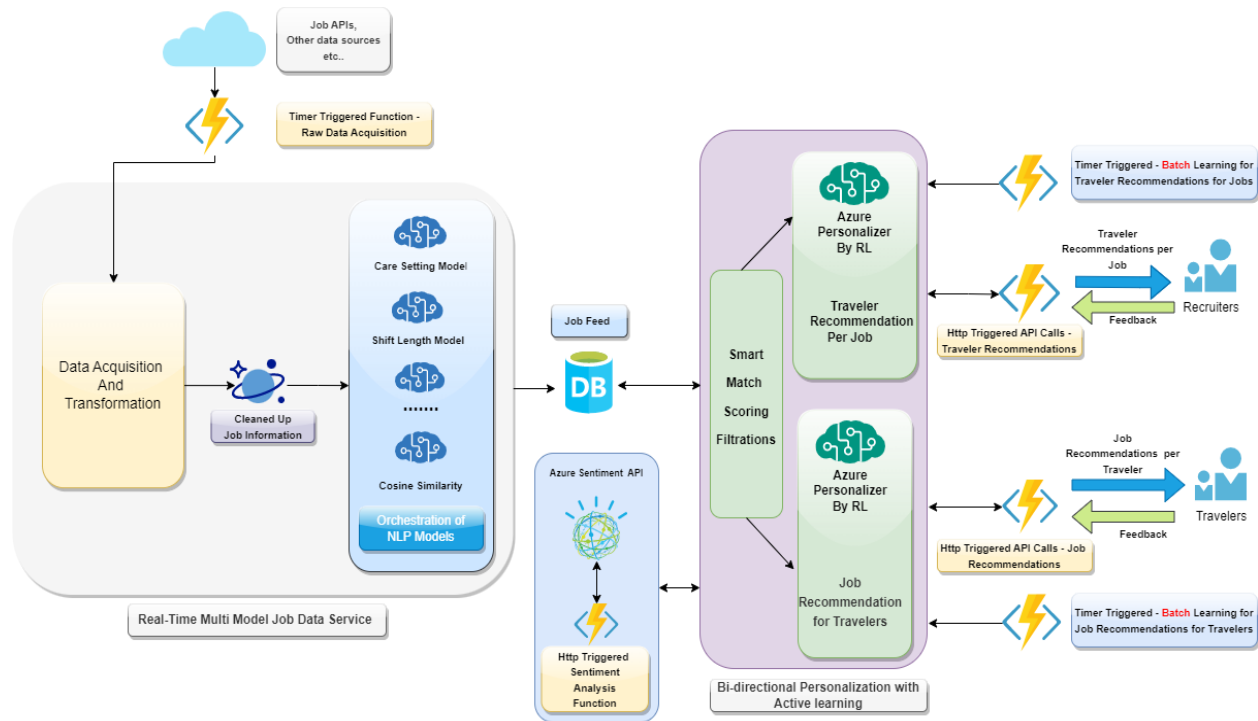 Job APIs,
Other data sources
etc..
Timer Triggered Function -
Raw Data Acquisition
Data Acquisition
And
Transformation
Cleaned Up
Job Information
Care Setting Model
Shift Length Model
.......
Cosine Similarity
Orchestration of
NLP Models
Real-Time Multi Model Job Data Service
Job Feed
DB
Azure Sentiment API
Http Triggered
Sentiment
Analysis
Function
Smart
Match
Scoring
Filtrations
Azure
Personalizer
By RL
Traveler
Recommendation
Per Job
Azure
Personalizer
By RL
Job
Recommendation
for Travelers
Bi-directional Personalization with
Active learning
Timer Triggered - Batch Learning for
Traveler Recommendations for Jobs
Traveler
Recommendations per
Job
Feedback
Recruiters
Http Triggered API Calls -
Traveler Recommendations
Job
Recommendations per
Traveler
Feedback
Travelers
Http Triggered API Calls - Job
Recommendations
Timer Triggered - Batch Learning for
Job Recommendations for Travelers